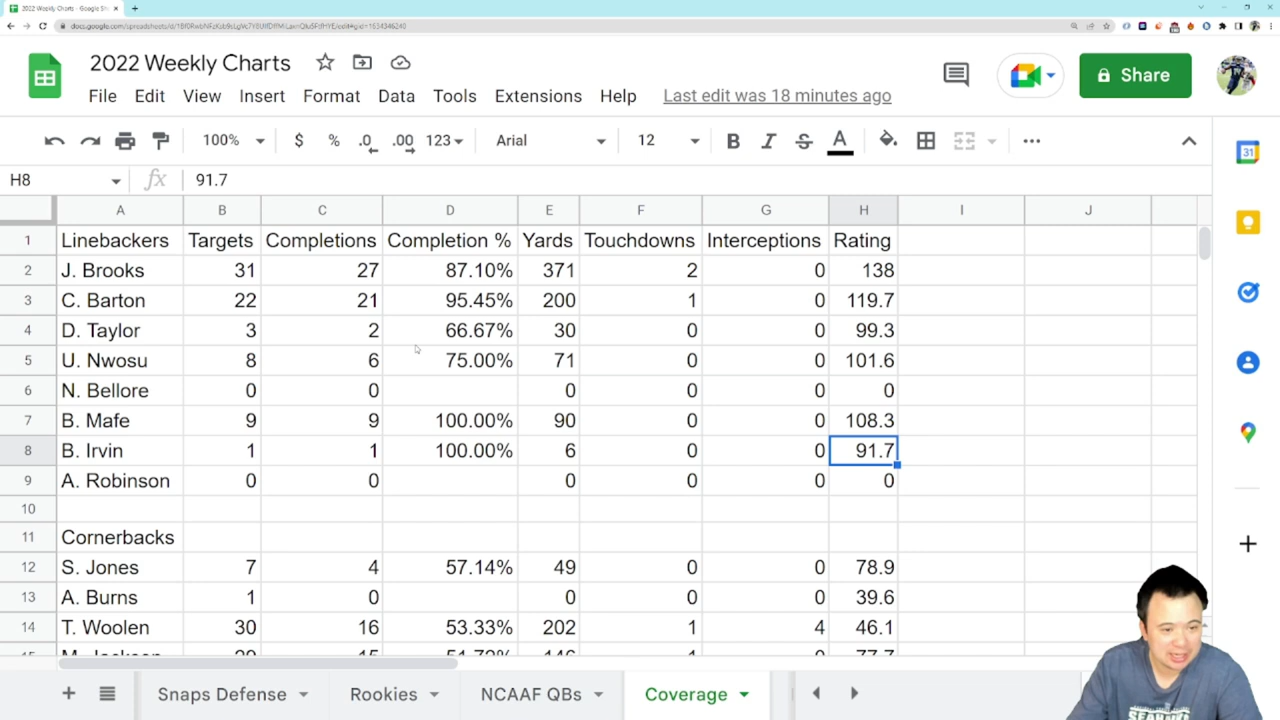 2022 Weekly Charts - Google She
2022 Weekly Charts
File Edit View Insert Format Data Tools Extensions Help Last edit was 18 minutes ago
Share
100% $ % .0 .00 123 Arial 12 B I S A
H8 fx 91.7
A B C D E F G H I J
1 Linebackers Targets Completions Completion % Yards Touchdowns Interceptions Rating
2 J. Brooks 31 27 87.10% 371 2 0 138
3 C. Barton 22 21 95.45% 200 1 0 119.7
4 D. Taylor 3 2 66.67% 30 0 0 99.3
5 U. Nwosu 8 6 75.00% 71 0 0 101.6
6 N. Bellore 0 0 0 0 0 0
7 B. Mafe 9 9 100.00% 90 0 0 108.3
8 B. Irvin 1 1 100.00% 6 0 0 91.7
9 A. Robinson 0 0 0 0 0 0
10
11 Cornerbacks
12 S. Jones 7 4 57.14% 49 0 0 78.9
13 A. Burns 1 0 0 0 0 39.6
14 T. Woolen 30 16 53.33% 202 1 4 46.1
Snaps Defense Rookies NCAAF QBs Coverage
31